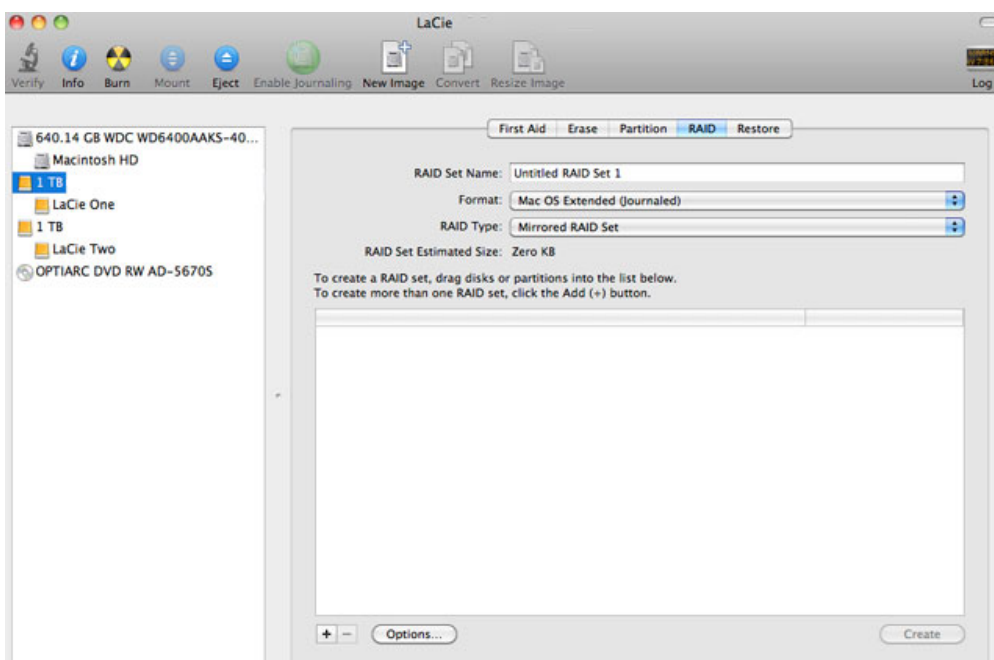 LaCie
Verify Info Burn Mount Eject Enable Journaling New Image Convert Resize Image Log
640.14 GB WDC WD6400AAKS-40...
Macintosh HD
1 TB
LaCie One
1 TB
LaCie Two
OPTIARC DVD RW AD-5670S
First Aid Erase Partition RAID Restore
RAID Set Name: Untitled RAID Set 1
Format: Mac OS Extended (Journaled)
RAID Type: Mirrored RAID Set
RAID Set Estimated Size: Zero KB
To create a RAID set, drag disks or partitions into the list below.
To create more than one RAID set, click the Add (+) button.
+ − Options... Create